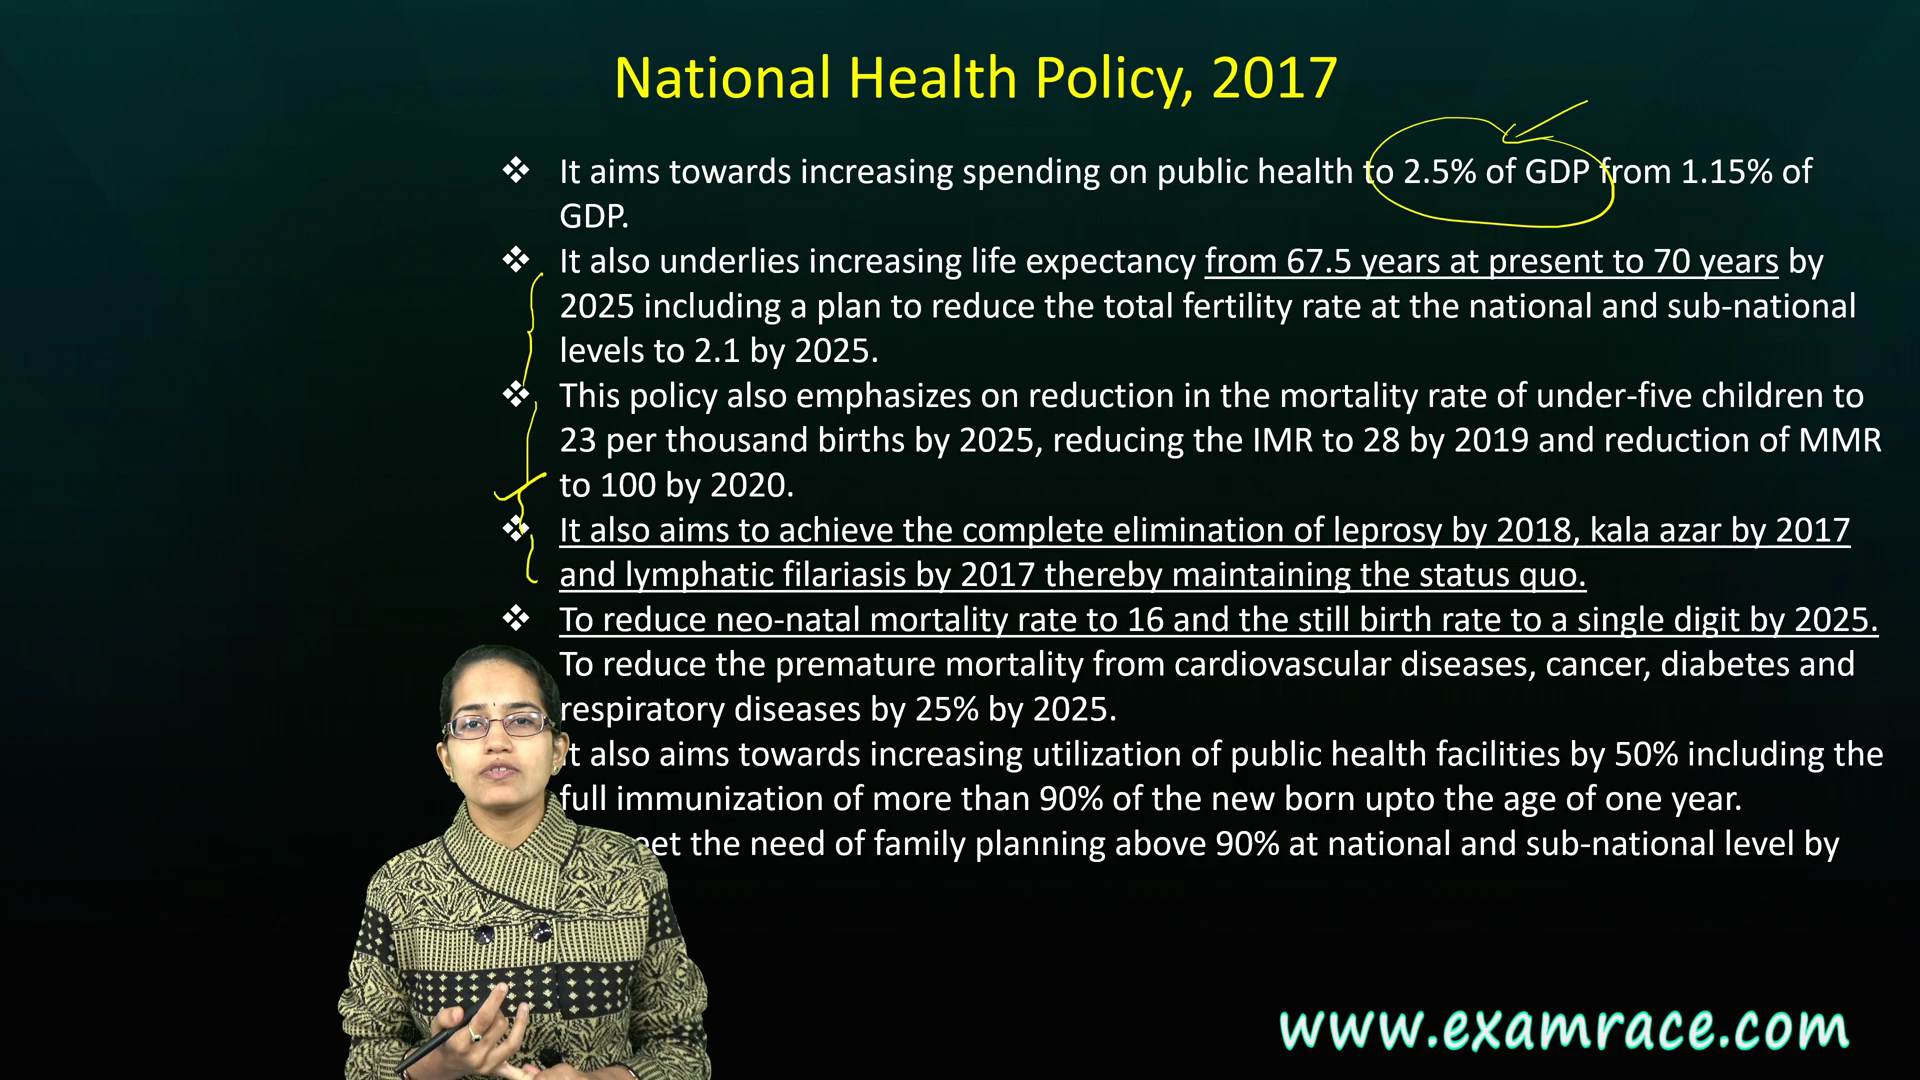 National Health Policy, 2017
It aims towards increasing spending on public health to 2.5% of GDP from 1.15% of
GDP.
It also underlies increasing life expectancy from 67.5 years at present to 70 years by
2025 including a plan to reduce the total fertility rate at the national and sub-national
levels to 2.1 by 2025.
This policy also emphasizes on reduction in the mortality rate of under-five children to
23 per thousand births by 2025, reducing the IMR to 28 by 2019 and reduction of MMR
to 100 by 2020.
It also aims to achieve the complete elimination of leprosy by 2018, kala azar by 2017
and lymphatic filariasis by 2017 thereby maintaining the status quo.
To reduce neo-natal mortality rate to 16 and the still birth rate to a single digit by 2025.
To reduce the premature mortality from cardiovascular diseases, cancer, diabetes and
respiratory diseases by 25% by 2025.
It also aims towards increasing utilization of public health facilities by 50% including the
full immunization of more than 90% of the new born upto the age of one year.
the need of family planning above 90% at national and sub-national level by
www.examrace.com